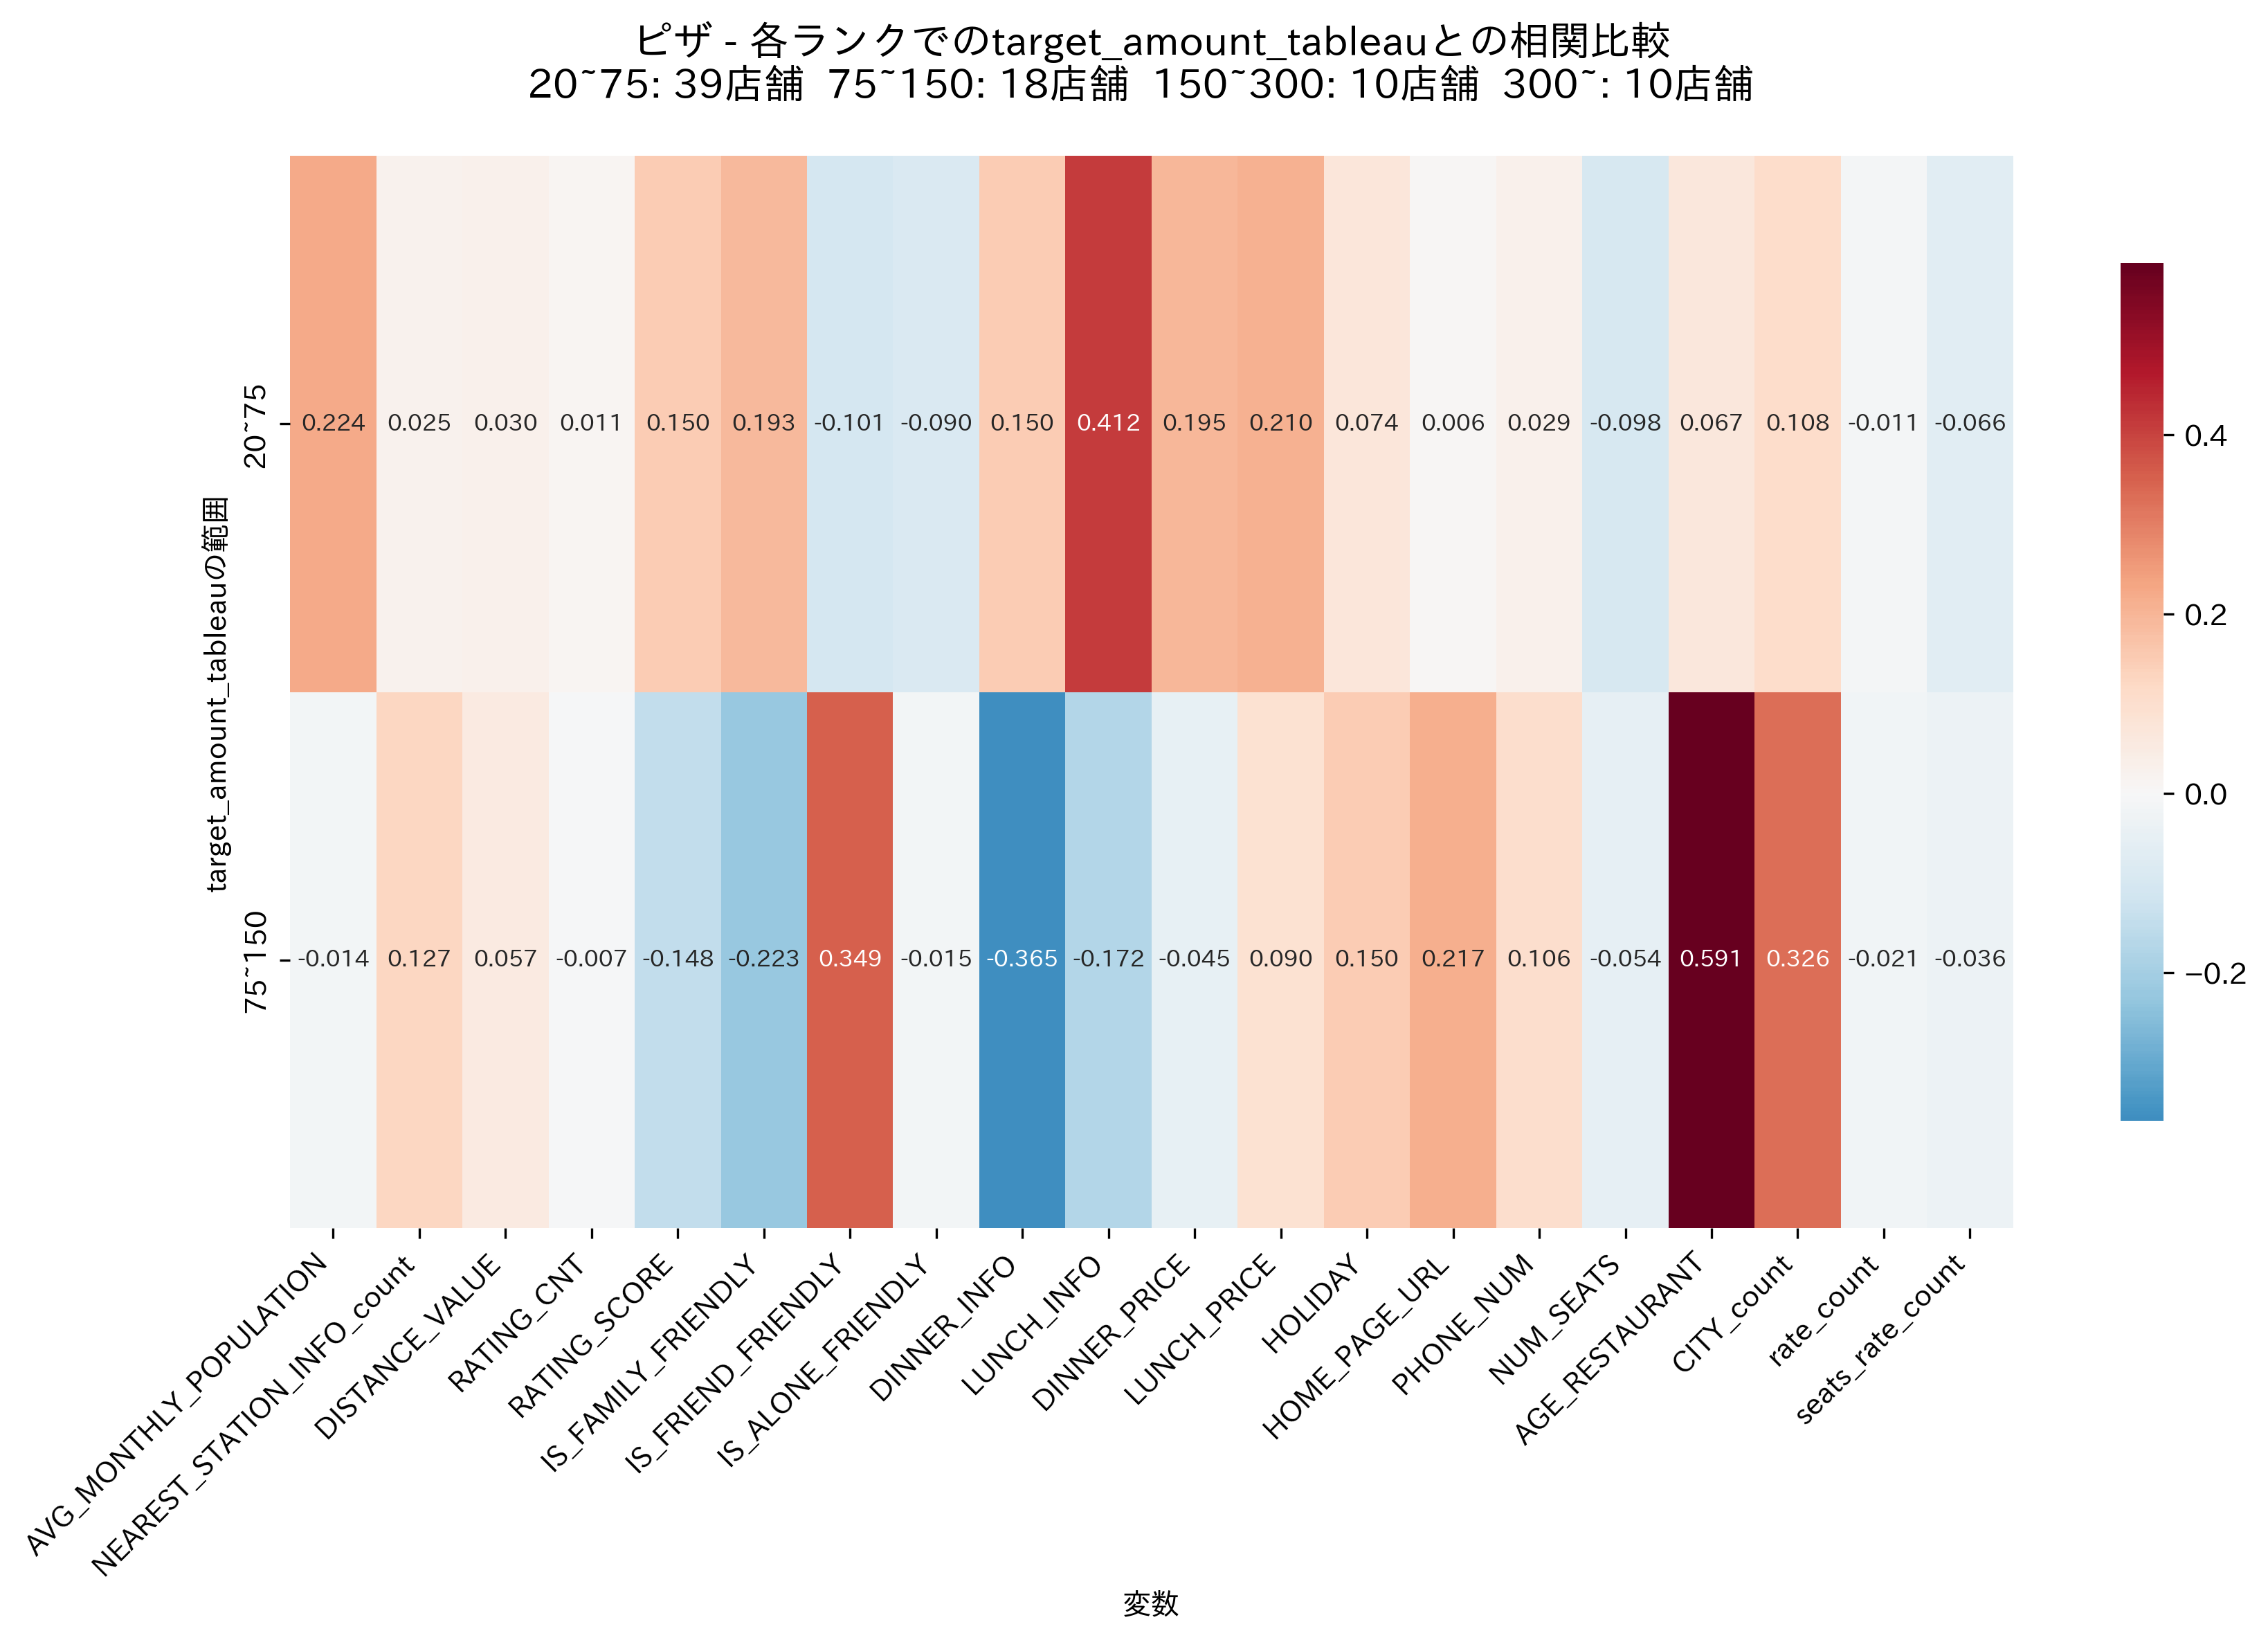 ピザ - 各ランクでのtarget_amount_tableauとの相関比較
20~75: 39店舗 75~150: 18店舗 150~300: 10店舗 300~: 10店舗
target_amount_tableauの範囲
20~75
0.224 0.025 0.030 0.011 0.150 0.193 -0.101 -0.090 0.150 0.412 0.195 0.210 0.074 0.006 0.029 -0.098 0.067 0.108 -0.011 -0.066
75~150
-0.014 0.127 0.057 -0.007 -0.148 -0.223 0.349 -0.015 -0.365 -0.172 -0.045 0.090 0.150 0.217 0.106 -0.054 0.591 0.326 -0.021 -0.036
AVG_MONTHLY_POPULATION
NEAREST_STATION_INFO_count
DISTANCE_VALUE
RATING_CNT
RATING_SCORE
IS_FAMILY_FRIENDLY
IS_FRIEND_FRIENDLY
IS_ALONE_FRIENDLY
DINNER_INFO
LUNCH_INFO
DINNER_PRICE
LUNCH_PRICE
HOLIDAY
HOME_PAGE_URL
PHONE_NUM
NUM_SEATS
AGE_RESTAURANT
CITY_count
rate_count
seats_rate_count
変数
0.4
0.2
0.0
−0.2